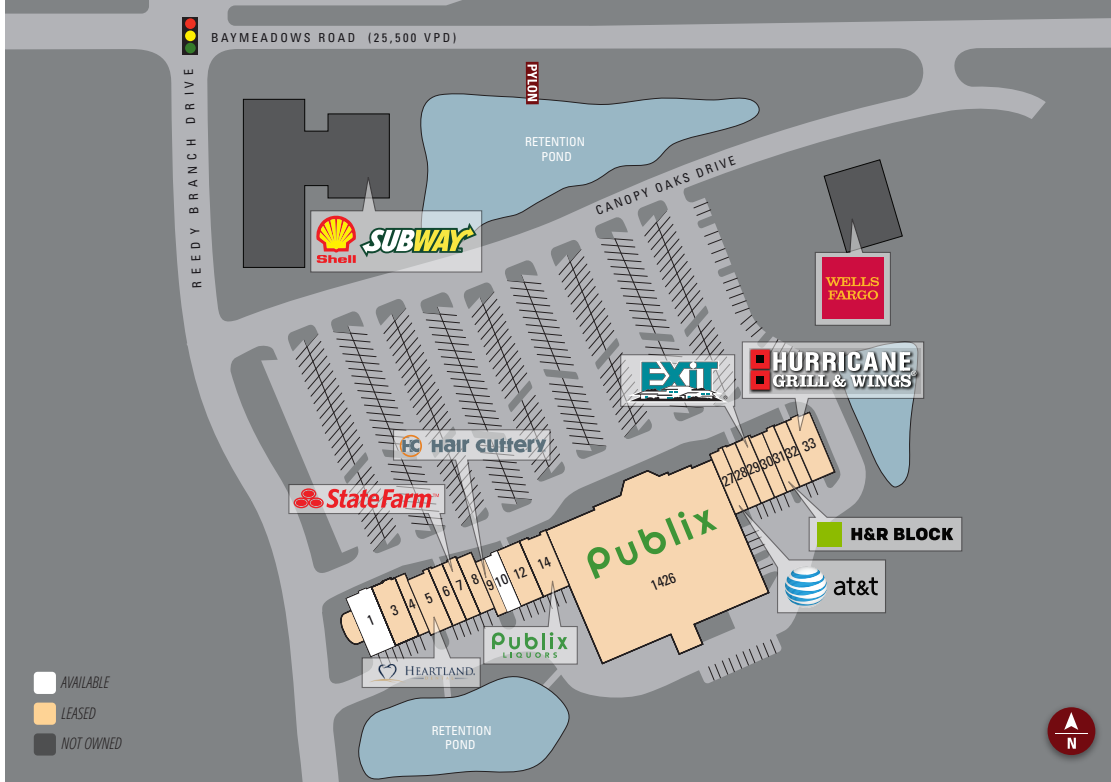 BAYMEADOWS ROAD (25,500 VPD)
REEDY BRANCH DRIVE
PYLON
RETENTION
POND
CANOPY OAKS DRIVE
Shell
SUBWAY
WELLS
FARGO
EXIT
HURRICANE
GRILL & WINGS
HC Hair Cuttery
StateFarm
27
28
29
30
31
32
33
Publix
1426
H&R BLOCK
at&t
1
3
4
5
6
7
8
9
10
12
14
Publix
LIQUORS
HEARTLAND
AVAILABLE
LEASED
NOT OWNED
RETENTION
POND
N